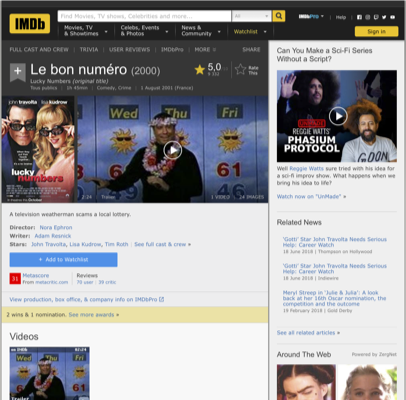 IMDb
Find Movies, TV shows, Celebrities and more...
All
IMDbPro
Help
Movies, TV & Showtimes
Celebs, Events & Photos
News & Community
Watchlist
Sign in
FULL CAST AND CREW | TRIVIA | USER REVIEWS | IMDbPro | MORE
SHARE
Le bon numéro (2000)
Lucky Numbers (original title)
Tous publics | 1h 45min | Comedy, Crime | 1 August 2001 (France)
5,0
Rate This
john travolta lisa kudrow
lucky numbers
Wed Thu Fri
61 46
2:24 Trailer
1 VIDEO 24 IMAGES
A television weatherman scams a local lottery.
Director: Nora Ephron
Writer: Adam Resnick
Stars: John Travolta, Lisa Kudrow, Tim Roth | See full cast & crew »
+ Add to Watchlist
31
Metascore
From metacritic.com
Reviews
70 user | 39 critic
View production, box office, & company info on IMDbPro
2 wins & 1 nomination. See more awards »
Videos
Trailer
Can You Make a Sci-Fi Series
Without a Script?
REGGIE WATTS'
PHASIUM
PROTOCOL
Well Reggie Watts sure tried with his idea for
a sci-fi improv show. What happens when we
bring his idea to life?
Watch now on "UnMade" »
Related News
'Gotti' Star John Travolta Needs Serious
Help: Career Watch
18 June 2018 | Thompson on Hollywood
'Gotti' Star John Travolta Needs Serious
Help: Career Watch
18 June 2018 | Indiewire
Meryl Streep in 'Julie & Julia': A look
back at her 16th Oscar nomination, the
competition and the outcome
19 February 2018 | Gold Derby
See all related articles »
Around The Web
Powered by ZergNet